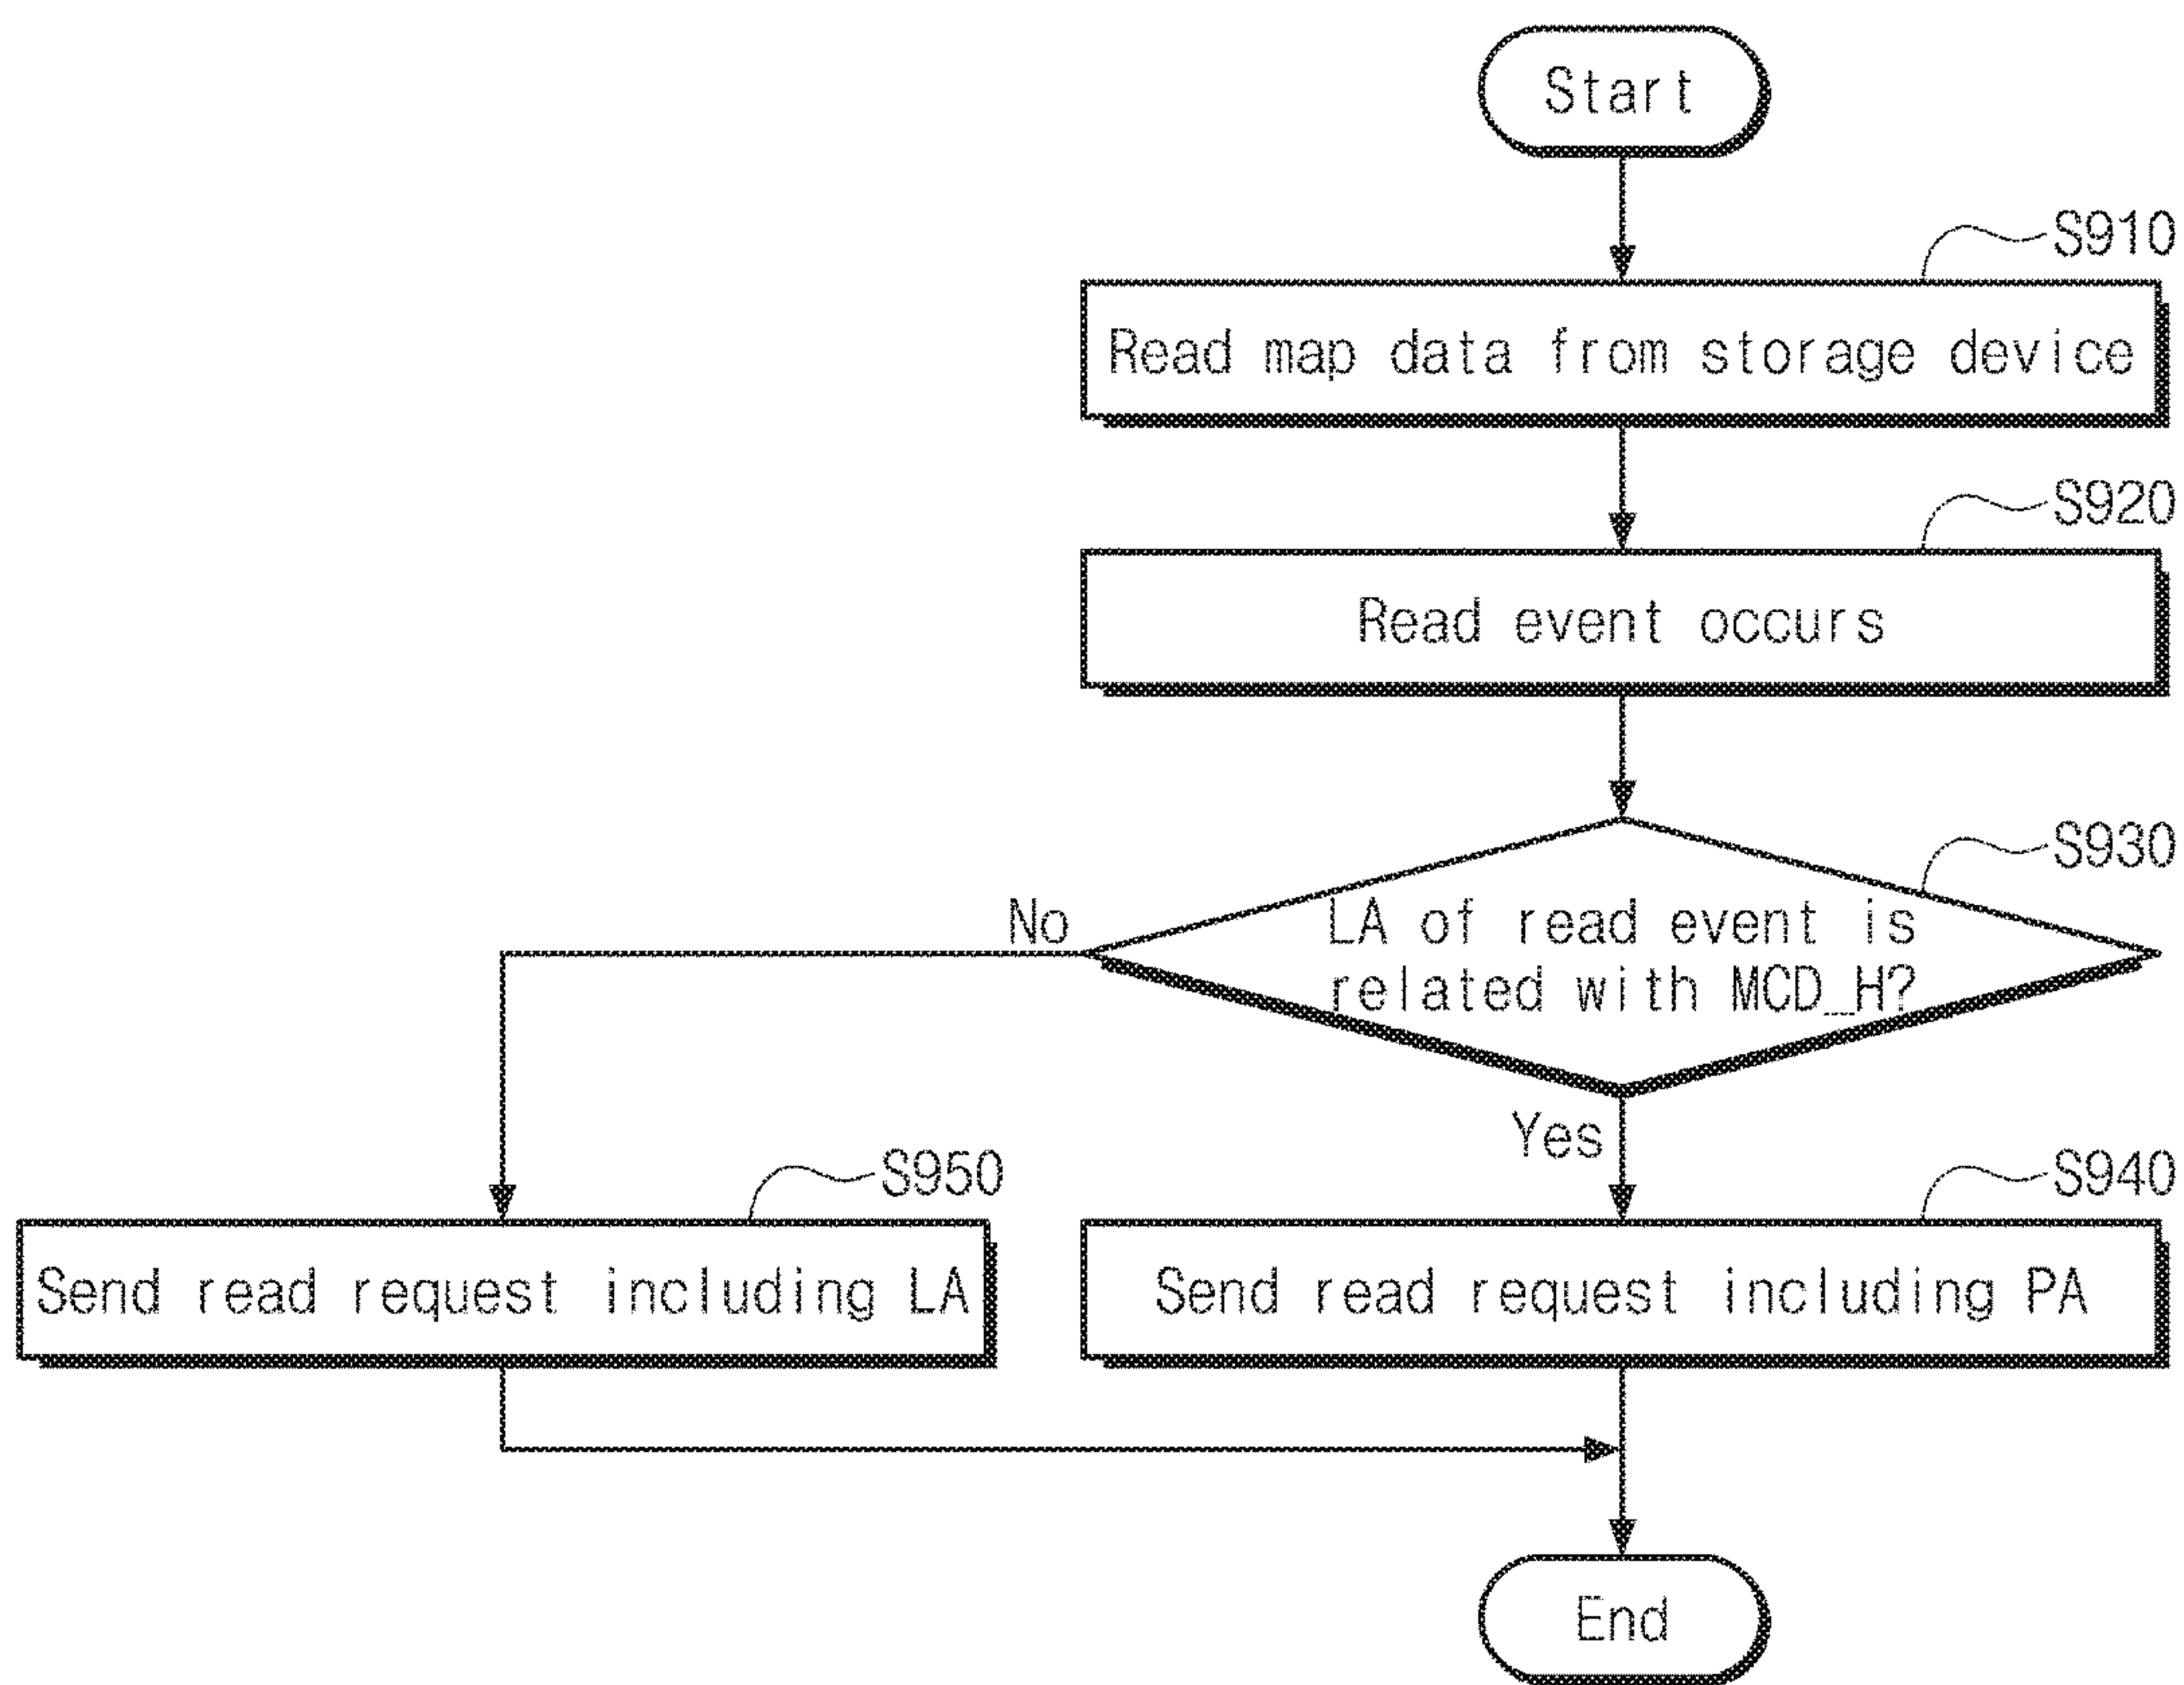 Start
S910
Read map data from storage device
S920
Read event occurs
S930
LA of read event is
related with MCD_H?
No
Yes
S950
Send read request including LA
S940
Send read request including PA
End